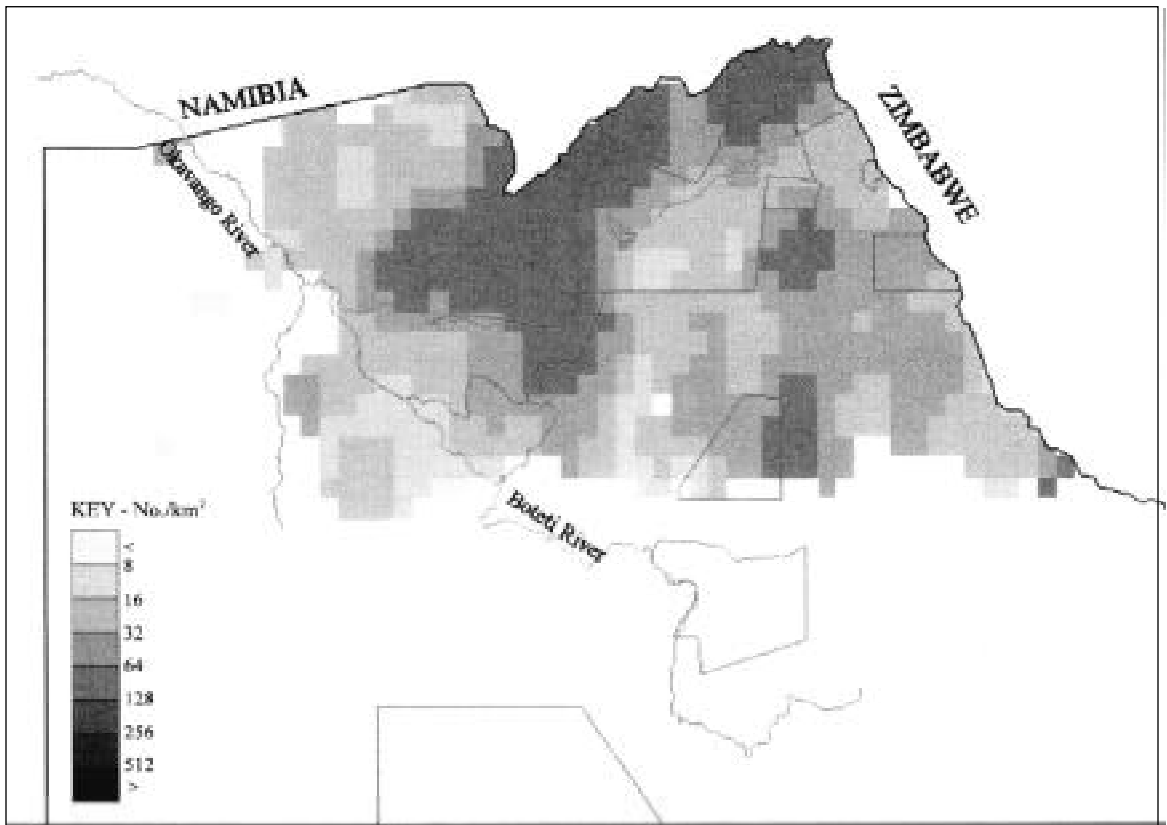 NAMIBIA
ZIMBABWE
Okavango River
Boteti River
KEY - No./km²
<
8
16
32
64
128
256
512
>